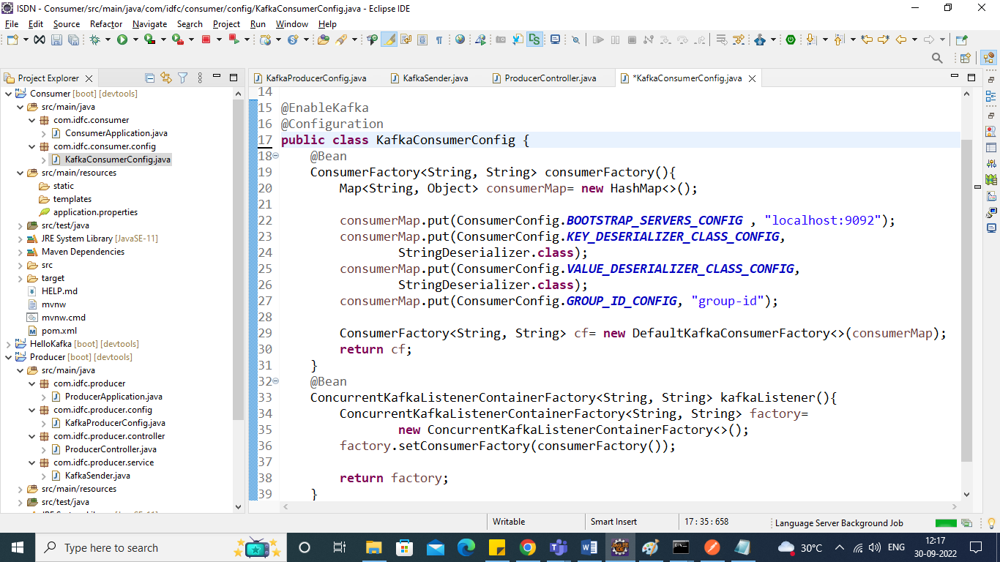 ISDN - Consumer/src/main/java/com/idfc/consumer/config/KafkaConsumerConfig.java - Eclipse IDE
File Edit Source Refactor Navigate Search Project Run Window Help
Project Explorer
KafkaProducerConfig.java KafkaSender.java ProducerController.java *KafkaConsumerConfig.java
Consumer [boot] [devtools]
src/main/java
com.idfc.consumer
ConsumerApplication.java
com.idfc.consumer.config
KafkaConsumerConfig.java
src/main/resources
static
templates
application.properties
src/test/java
JRE System Library [JavaSE-11]
Maven Dependencies
src
target
HELP.md
mvnw
mvnw.cmd
pom.xml
HelloKafka [boot] [devtools]
Producer [boot] [devtools]
src/main/java
com.idfc.producer
ProducerApplication.java
com.idfc.producer.config
KafkaProducerConfig.java
com.idfc.producer.controller
ProducerController.java
com.idfc.producer.service
KafkaSender.java
src/main/resources
src/test/java
14
15 @EnableKafka
16 @Configuration
17 public class KafkaConsumerConfig {
18 @Bean
19 ConsumerFactory<String, String> consumerFactory(){
20 Map<String, Object> consumerMap= new HashMap<>();
21
22 consumerMap.put(ConsumerConfig.BOOTSTRAP_SERVERS_CONFIG , "localhost:9092");
23 consumerMap.put(ConsumerConfig.KEY_DESERIALIZER_CLASS_CONFIG,
24 StringDeserializer.class);
25 consumerMap.put(ConsumerConfig.VALUE_DESERIALIZER_CLASS_CONFIG,
26 StringDeserializer.class);
27 consumerMap.put(ConsumerConfig.GROUP_ID_CONFIG, "group-id");
28
29 ConsumerFactory<String, String> cf= new DefaultKafkaConsumerFactory<>(consumerMap);
30 return cf;
31 }
32 @Bean
33 ConcurrentKafkaListenerContainerFactory<String, String> kafkaListener(){
34 ConcurrentKafkaListenerContainerFactory<String, String> factory=
35 new ConcurrentKafkaListenerContainerFactory<>();
36 factory.setConsumerFactory(consumerFactory());
37
38 return factory;
39 }
Writable Smart Insert 17 : 35 : 658 Language Server Background Job
Type here to search
30°C ENG 12:17
30-09-2022